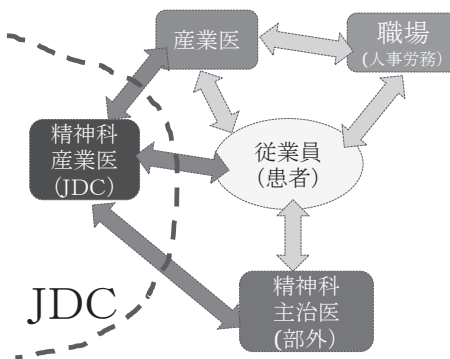 産業医
職場
(人事労務)
精神科
産業医
(JDC)
従業員
(患者)
JDC
精神科
主治医
(部外)